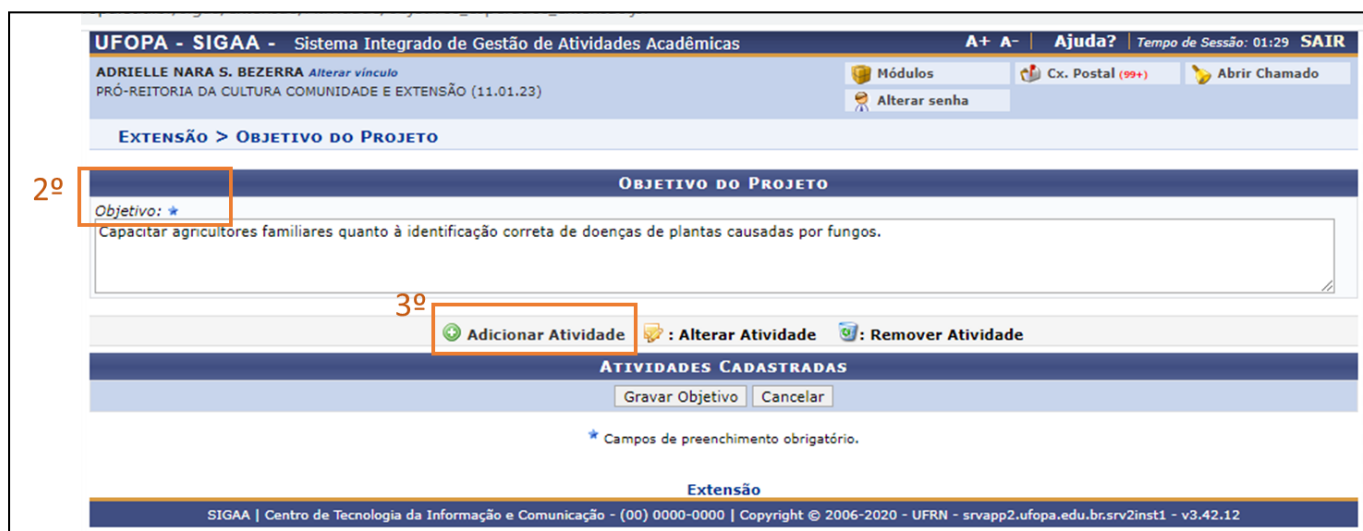 UFOPA - SIGAA - Sistema Integrado de Gestão de Atividades Acadêmicas A+ A- | Ajuda? | Tempo de Sessão: 01:29 SAIR
ADRIELLE NARA S. BEZERRA Alterar vínculo Módulos Cx. Postal (99+) Abrir Chamado
PRÓ-REITORIA DA CULTURA COMUNIDADE E EXTENSÃO (11.01.23)
Alterar senha
Extensão > Objetivo do Projeto
2º
Objetivo do Projeto
Objetivo:
Capacitar agricultores familiares quanto à identificação correta de doenças de plantas causadas por fungos.
3º
Adicionar Atividade : Alterar Atividade : Remover Atividade
Atividades Cadastradas
Gravar Objetivo Cancelar
Campos de preenchimento obrigatório.
Extensão
SIGAA | Centro de Tecnologia da Informação e Comunicação - (00) 0000-0000 | Copyright © 2006-2020 - UFRN - srvapp2.ufopa.edu.br.srv2inst1 - v3.42.12